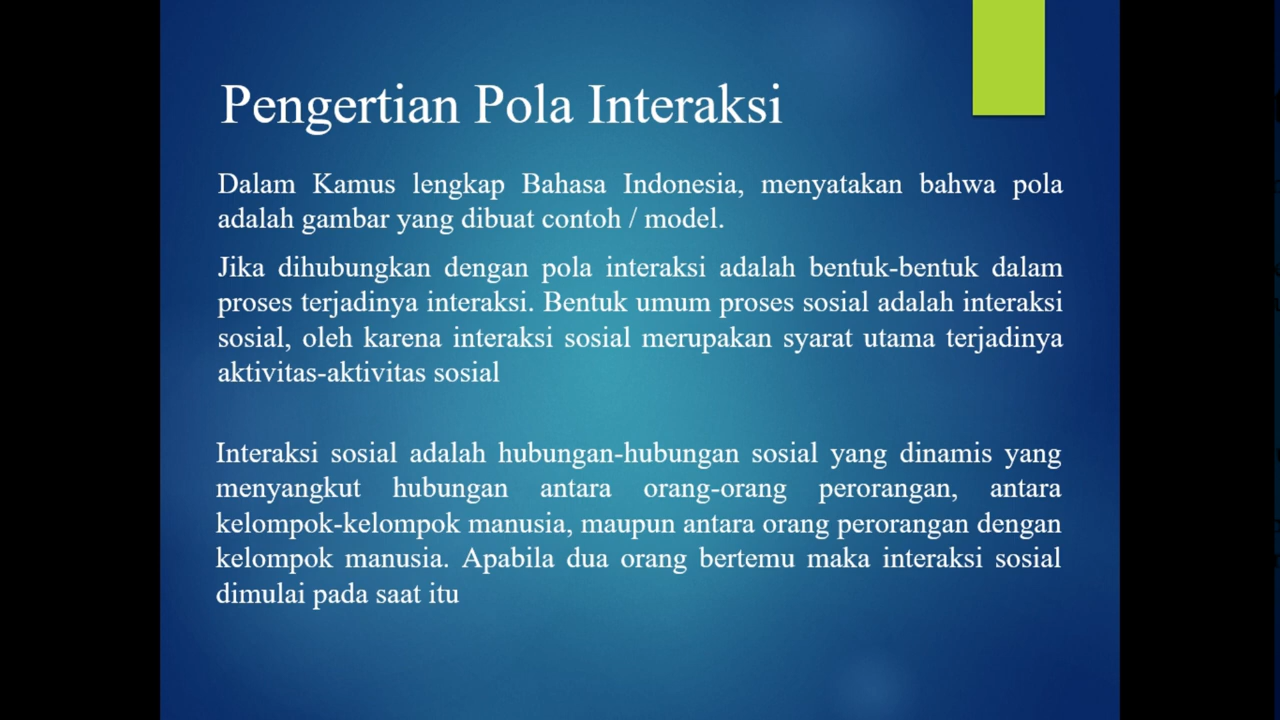 Pengertian Pola Interaksi
Dalam Kamus lengkap Bahasa Indonesia, menyatakan bahwa pola
adalah gambar yang dibuat contoh / model.
Jika dihubungkan dengan pola interaksi adalah bentuk-bentuk dalam
proses terjadinya interaksi. Bentuk umum proses sosial adalah interaksi
sosial, oleh karena interaksi sosial merupakan syarat utama terjadinya
aktivitas-aktivitas sosial
Interaksi sosial adalah hubungan-hubungan sosial yang dinamis yang
menyangkut hubungan antara orang-orang perorangan, antara
kelompok-kelompok manusia, maupun antara orang perorangan dengan
kelompok manusia. Apabila dua orang bertemu maka interaksi sosial
dimulai pada saat itu